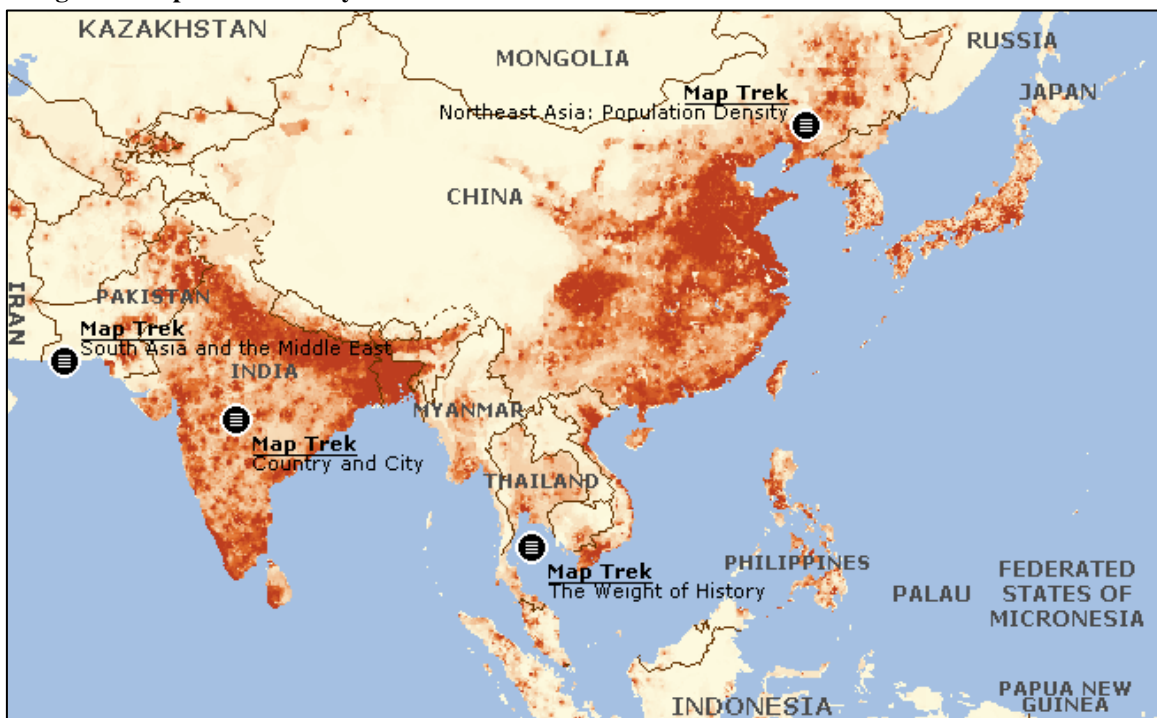 KAZAKHSTAN
MONGOLIA
RUSSIA
JAPAN
Map Trek
Northeast Asia: Population Density
CHINA
IRAN
PAKISTAN
Map Trek
South Asia and the Middle East
INDIA
Map Trek
Country and City
MYANMAR
THAILAND
Map Trek
The Weight of History
PHILIPPINES
PALAU
FEDERATED
STATES OF
MICRONESIA
INDONESIA
PAPUA NEW
GUINEA